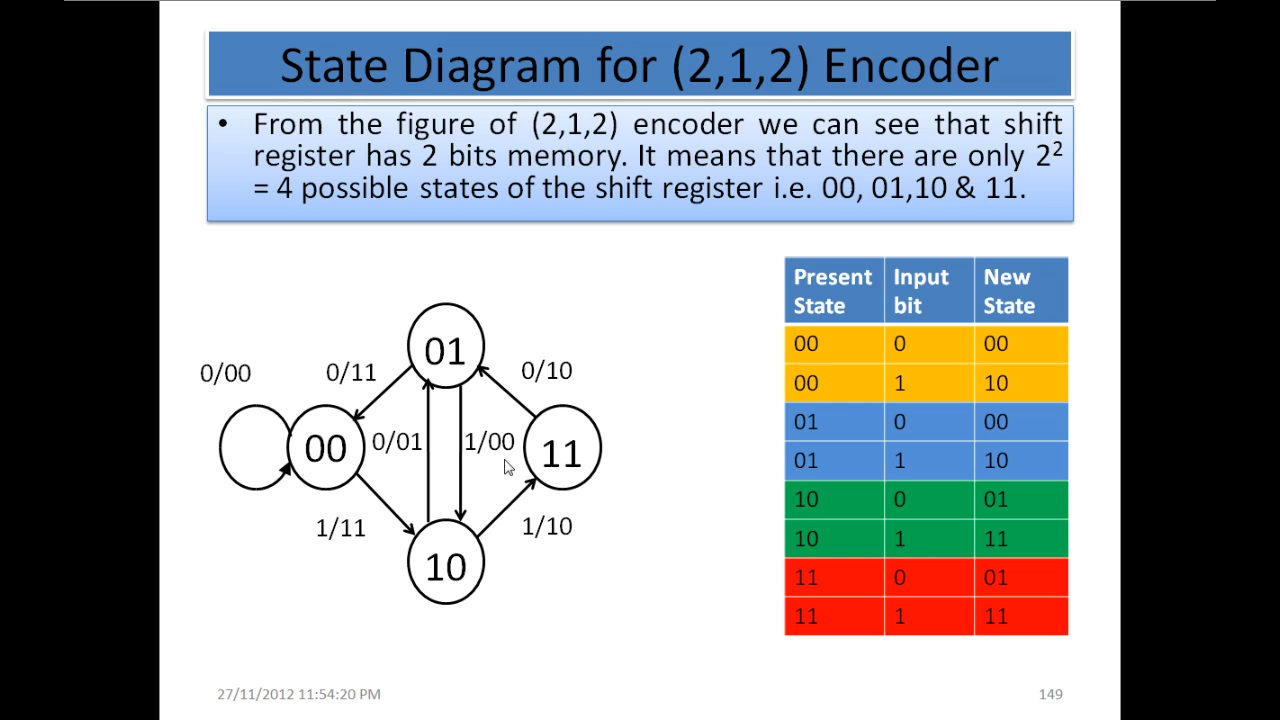 State Diagram for (2,1,2) Encoder
• From the figure of (2,1,2) encoder we can see that shift
register has 2 bits memory. It means that there are only 2²
= 4 possible states of the shift register i.e. 00, 01,10 & 11.
01
0/00
0/11
0/10
00
0/01
1/00
11
1/11
1/10
10
Present State Input bit New State
00 0 00
00 1 10
01 0 00
01 1 10
10 0 01
10 1 11
11 0 01
11 1 11
27/11/2012 11:54:20 PM
149